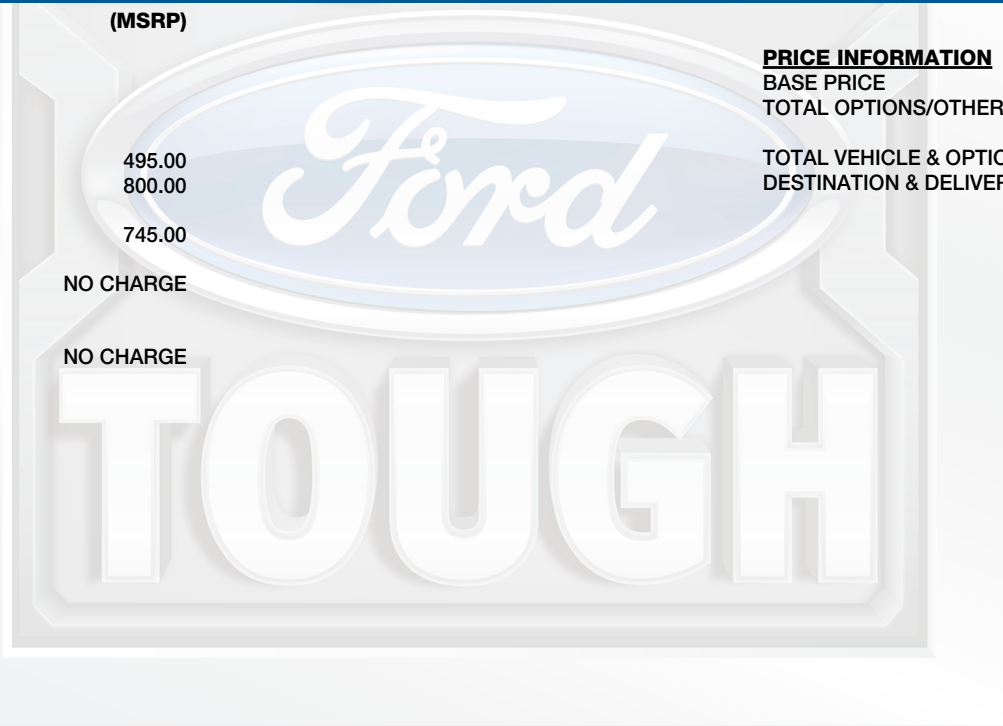 (MSRP)
495.00
800.00
745.00
NO CHARGE
NO CHARGE
PRICE INFORMATION
BASE PRICE
TOTAL OPTIONS/OTHER
TOTAL VEHICLE & OPTIO
DESTINATION & DELIVER
Ford
TOUGH